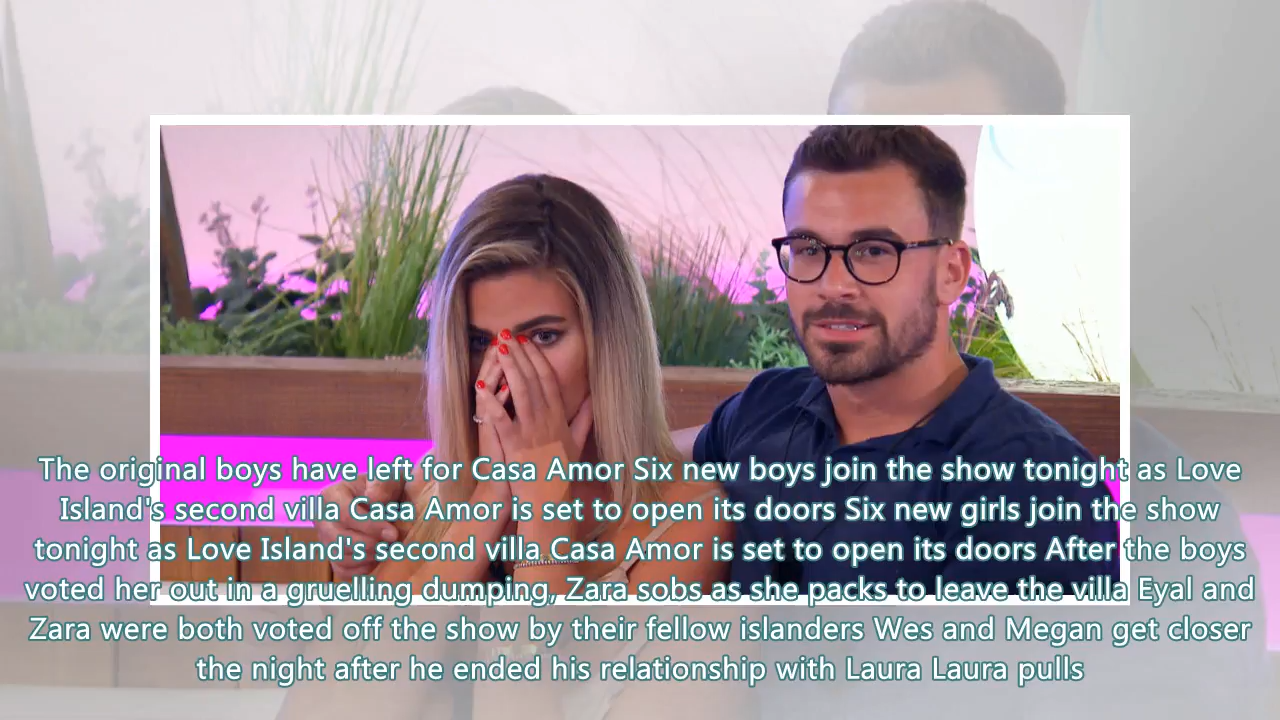 The original boys have left for Casa Amor Six new boys join the show tonight as Love
Island's second villa Casa Amor is set to open its doors Six new girls join the show
tonight as Love Island's second villa Casa Amor is set to open its doors After the boys
voted her out in a gruelling dumping, Zara sobs as she packs to leave the villa Eyal and
Zara were both voted off the show by their fellow islanders Wes and Megan get closer
the night after he ended his relationship with Laura Laura pulls